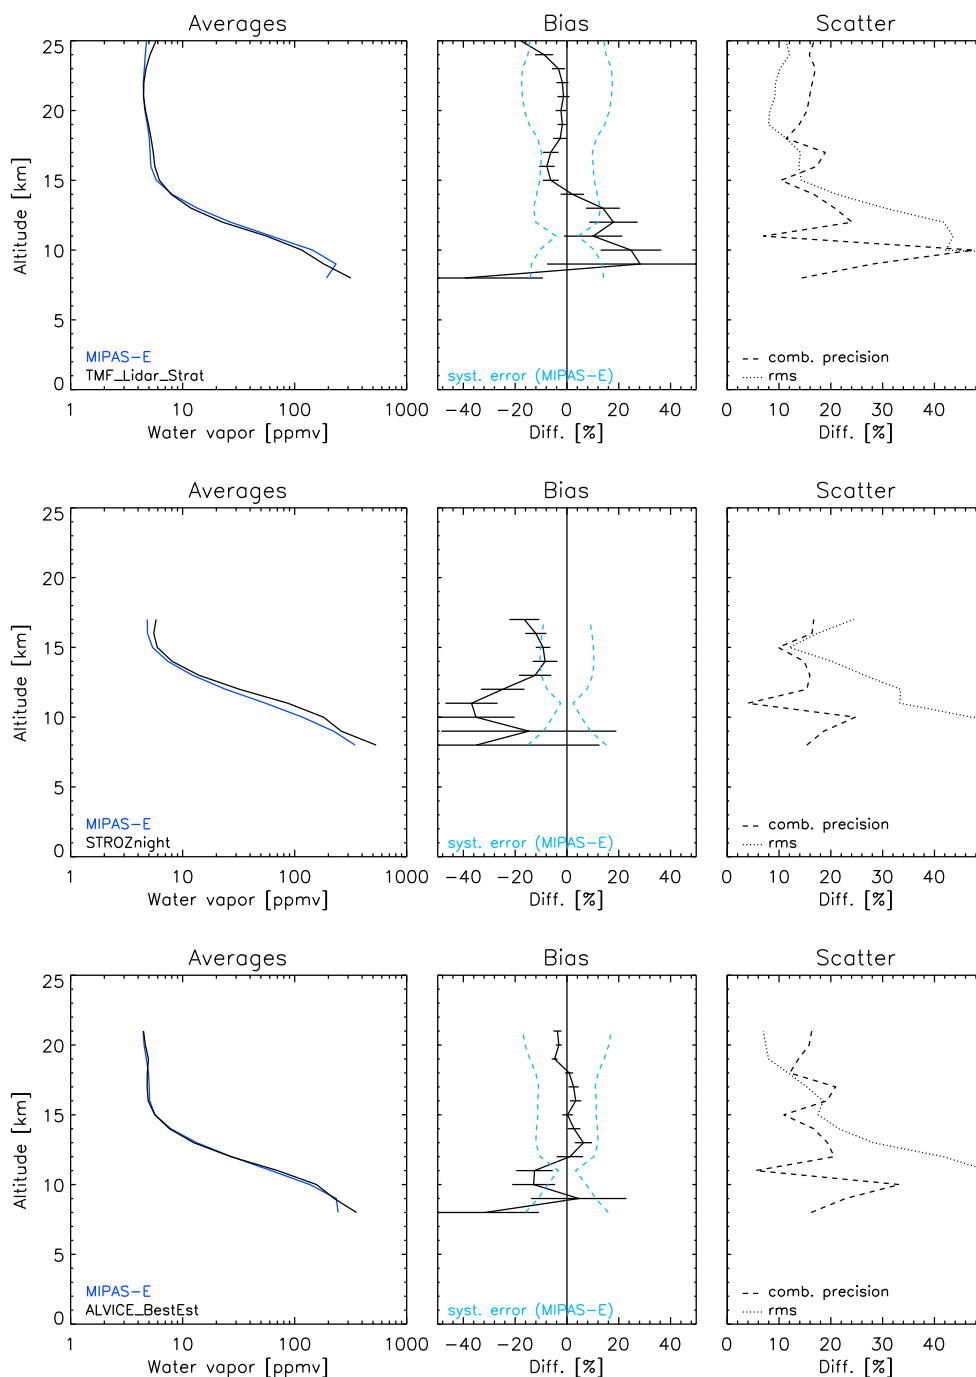 Averages Bias Scatter
25
20
15
10
5
0
Altitude [km]
MIPAS-E
TMF_Lidar_Strat
syst. error (MIPAS-E)
comb. precision
rms
1 10 100 1000 -40 -20 0 20 40 0 10 20 30 40
Water vapor [ppmv] Diff. [%] Diff. [%]
Averages Bias Scatter
25
20
15
10
5
0
Altitude [km]
MIPAS-E
STROZnight
syst. error (MIPAS-E)
comb. precision
rms
1 10 100 1000 -40 -20 0 20 40 0 10 20 30 40
Water vapor [ppmv] Diff. [%] Diff. [%]
Averages Bias Scatter
25
20
15
10
5
0
Altitude [km]
MIPAS-E
ALVICE_BestEst
syst. error (MIPAS-E)
comb. precision
rms
1 10 100 1000 -40 -20 0 20 40 0 10 20 30 40
Water vapor [ppmv] Diff. [%] Diff. [%]